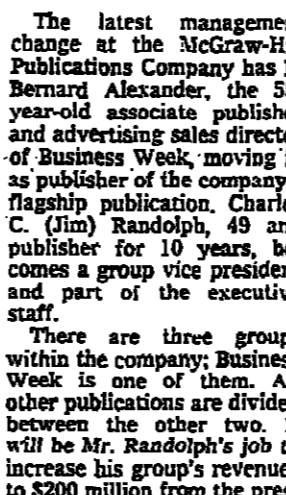 The latest manageme
change at the McGraw-H
Publications Company has
Bernard Alexander, the 5
year-old associate publishe
and advertising sales directo
of Business Week, moving
as publisher of the company
flagship publication. Charle
C. (Jim) Randolph, 49 an
publisher for 10 years, be
comes a group vice presiden
and part of the executiv
staff.
There are three group
within the company; Busines
Week is one of them. A
other publications are divide
between the other two.
will be Mr. Randolph's job t
increase his group's revenue
to $200 million from the pres